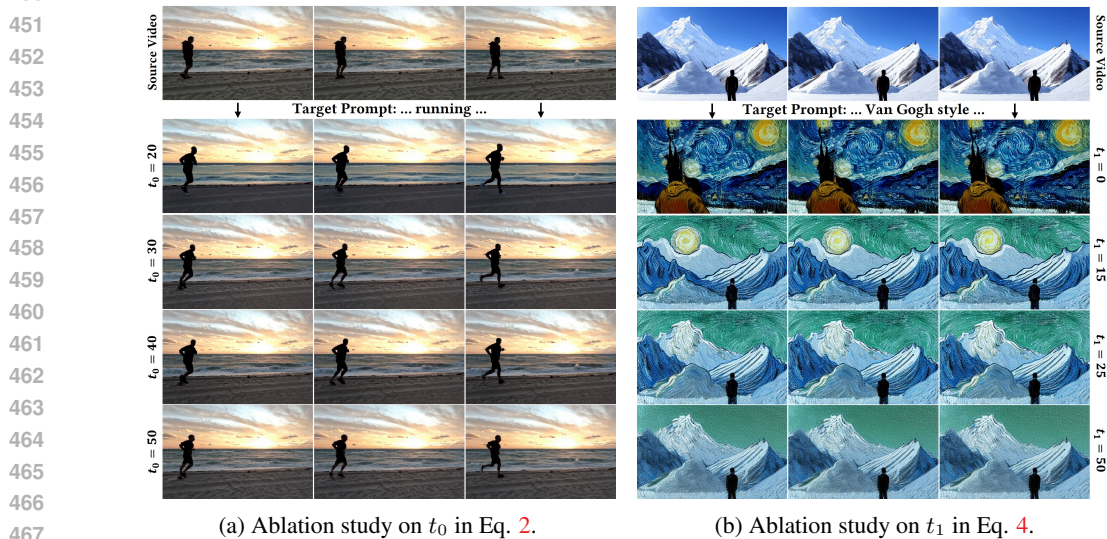 451
452
453
454
455
456
457
458
459
460
461
462
463
464
465
466
467
Source Video
Target Prompt: ... running ...
t₀ = 20
t₀ = 30
t₀ = 40
t₀ = 50
(a) Ablation study on t₀ in Eq. 2.
Source Video
Target Prompt: ... Van Gogh style ...
t₁ = 0
t₁ = 15
t₁ = 25
t₁ = 50
(b) Ablation study on t₁ in Eq. 4.